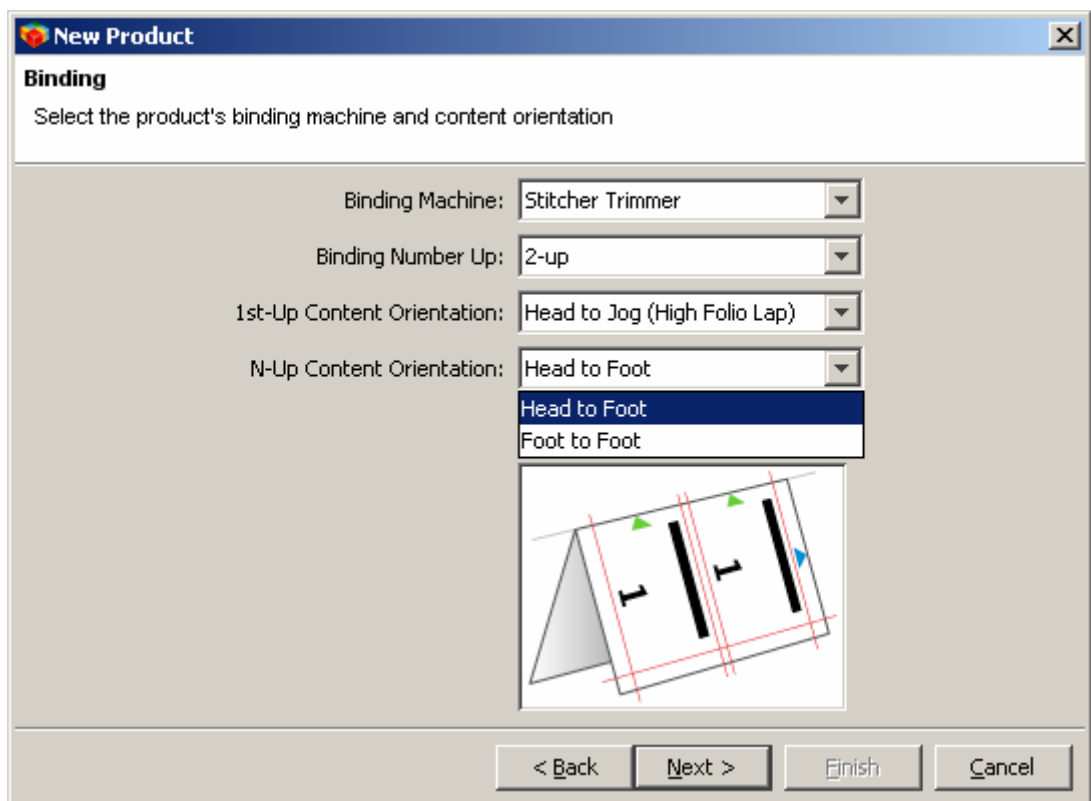 New Product
Binding
Select the product's binding machine and content orientation
Binding Machine: Stitcher Trimmer
Binding Number Up: 2-up
1st-Up Content Orientation: Head to Jog (High Folio Lap)
N-Up Content Orientation: Head to Foot
Head to Foot
Foot to Foot
1 1
< Back Next > Finish Cancel